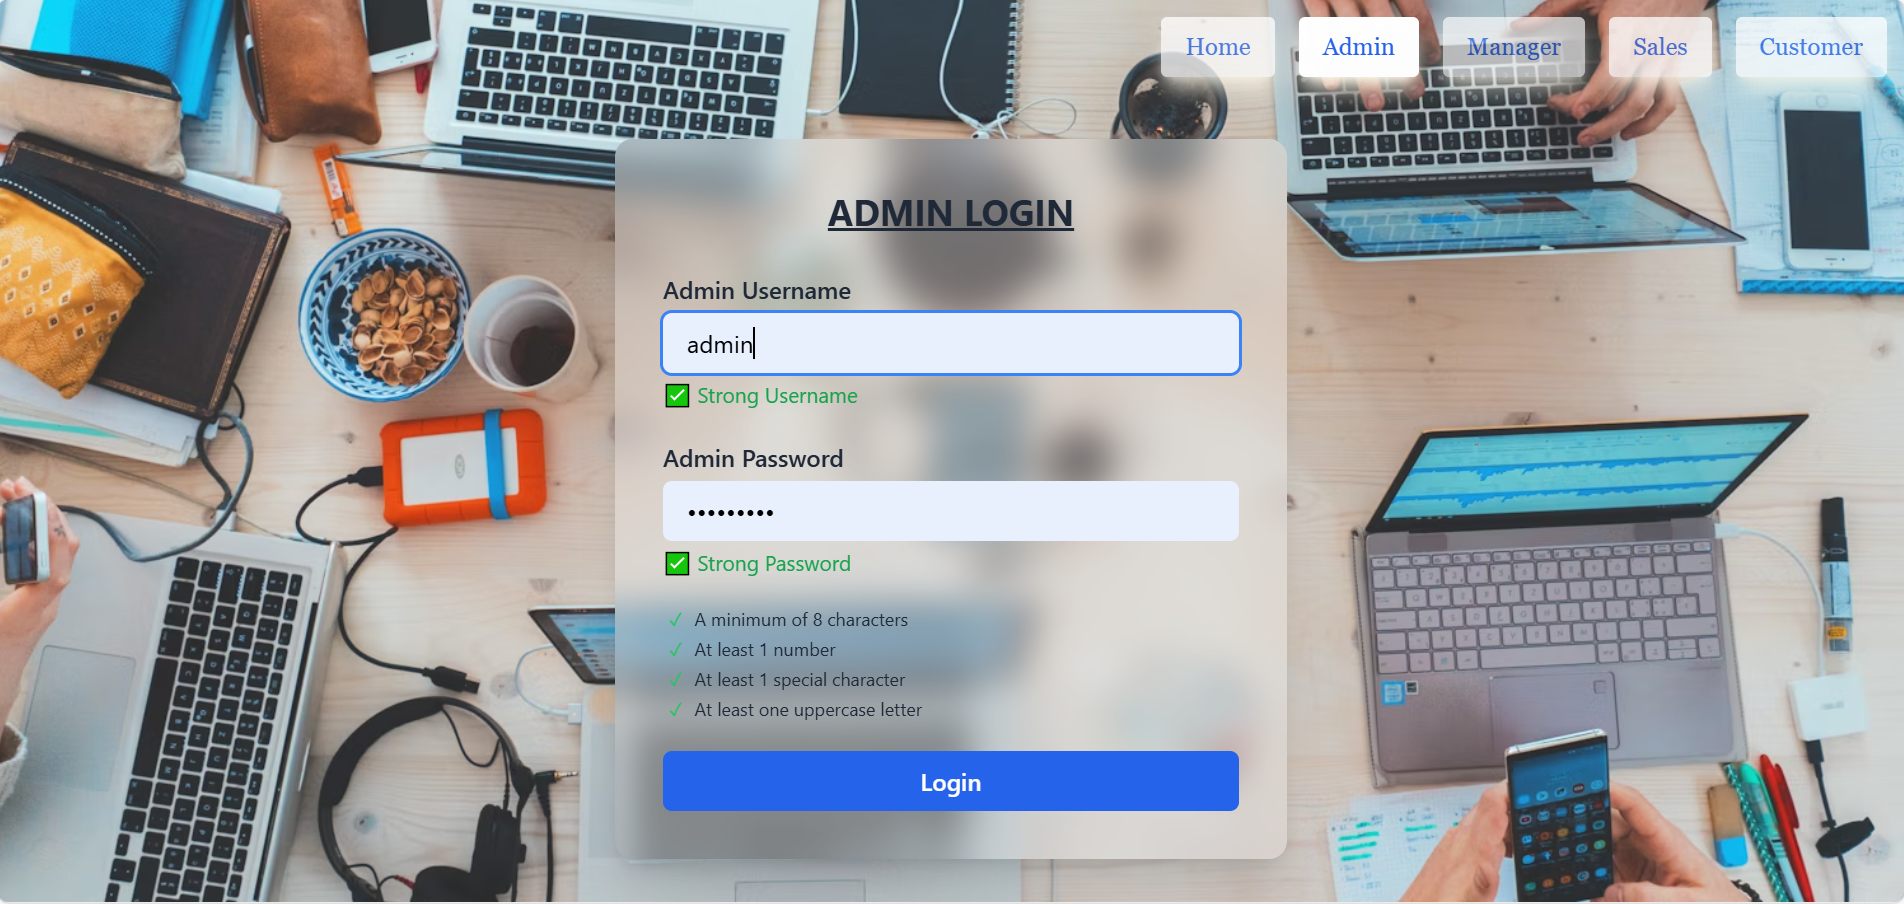 Home Admin Manager Sales Customer
ADMIN LOGIN
Admin Username
admin
Strong Username
Admin Password
•••••••••
Strong Password
✓ A minimum of 8 characters
✓ At least 1 number
✓ At least 1 special character
✓ At least one uppercase letter
Login